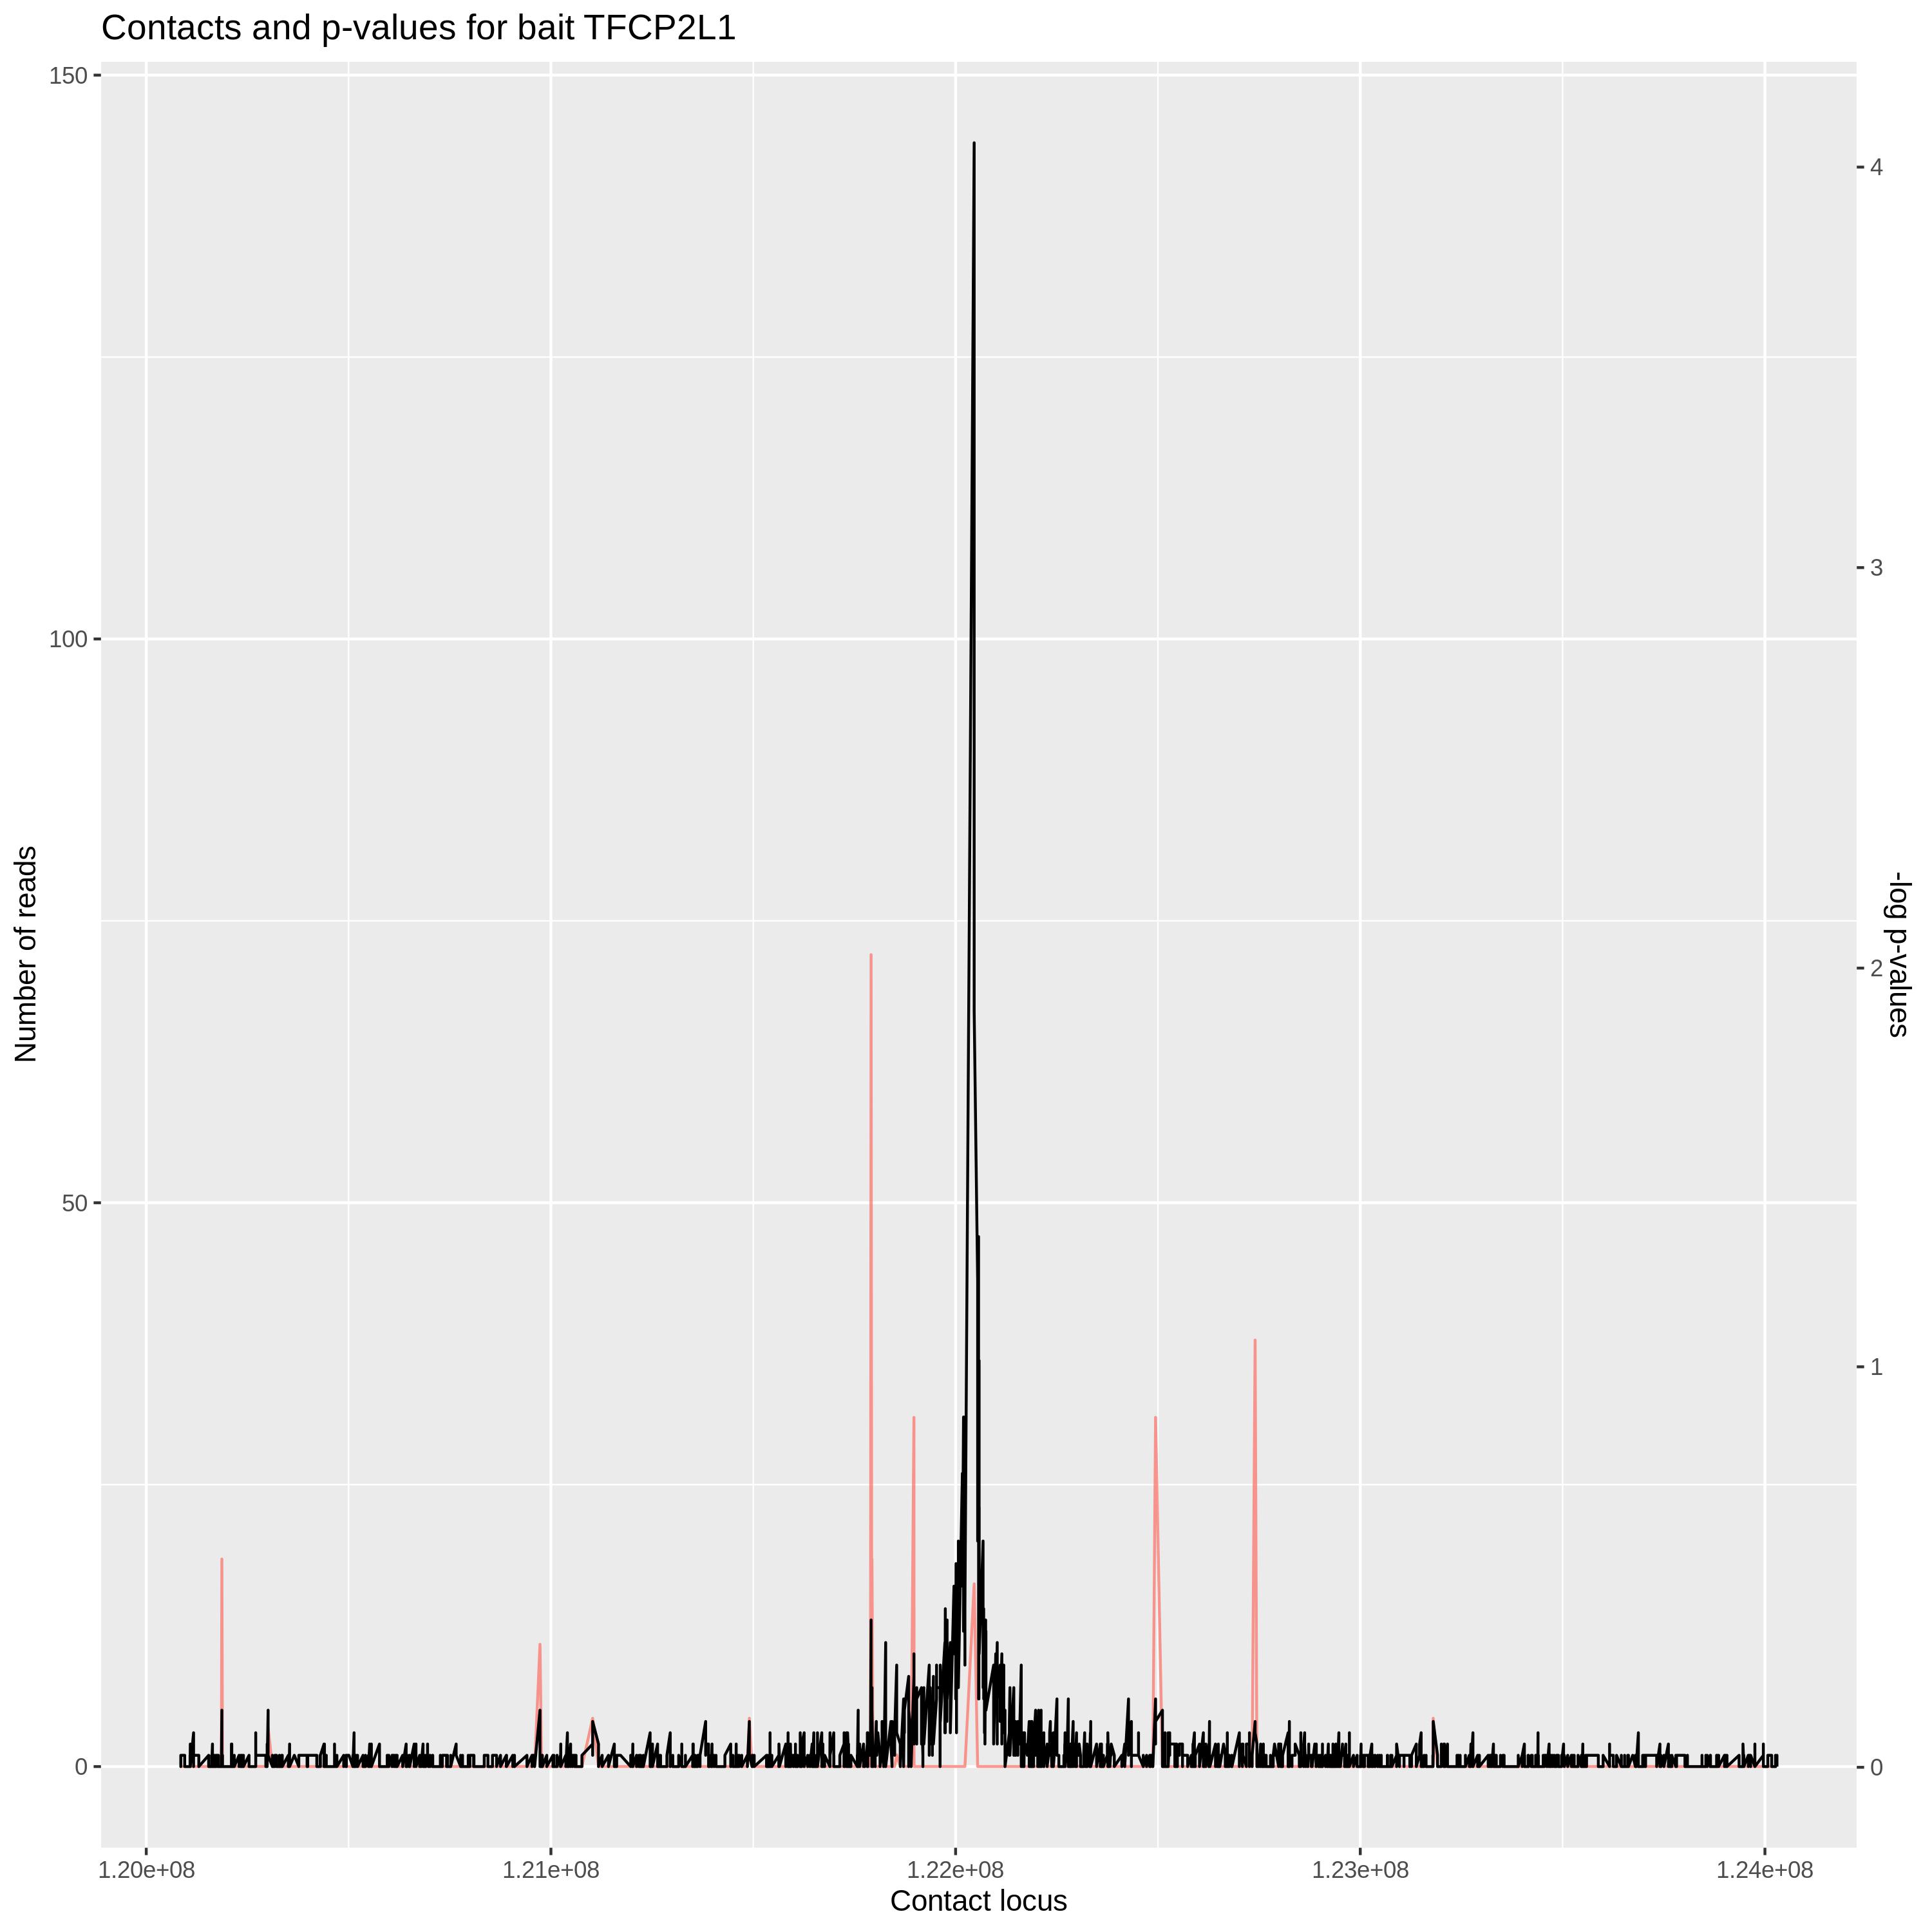 Contacts and p-values for bait TFCP2L1
150
100
50
0
Number of reads
4
3
2
1
0
-log p-values
1.20e+08
1.21e+08
1.22e+08
1.23e+08
1.24e+08
Contact locus